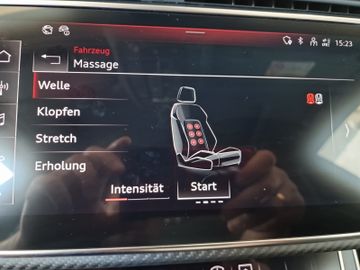 15:23
Fahrzeug
Massage
Welle
Klopfen
Stretch
Erholung
Intensität
Start